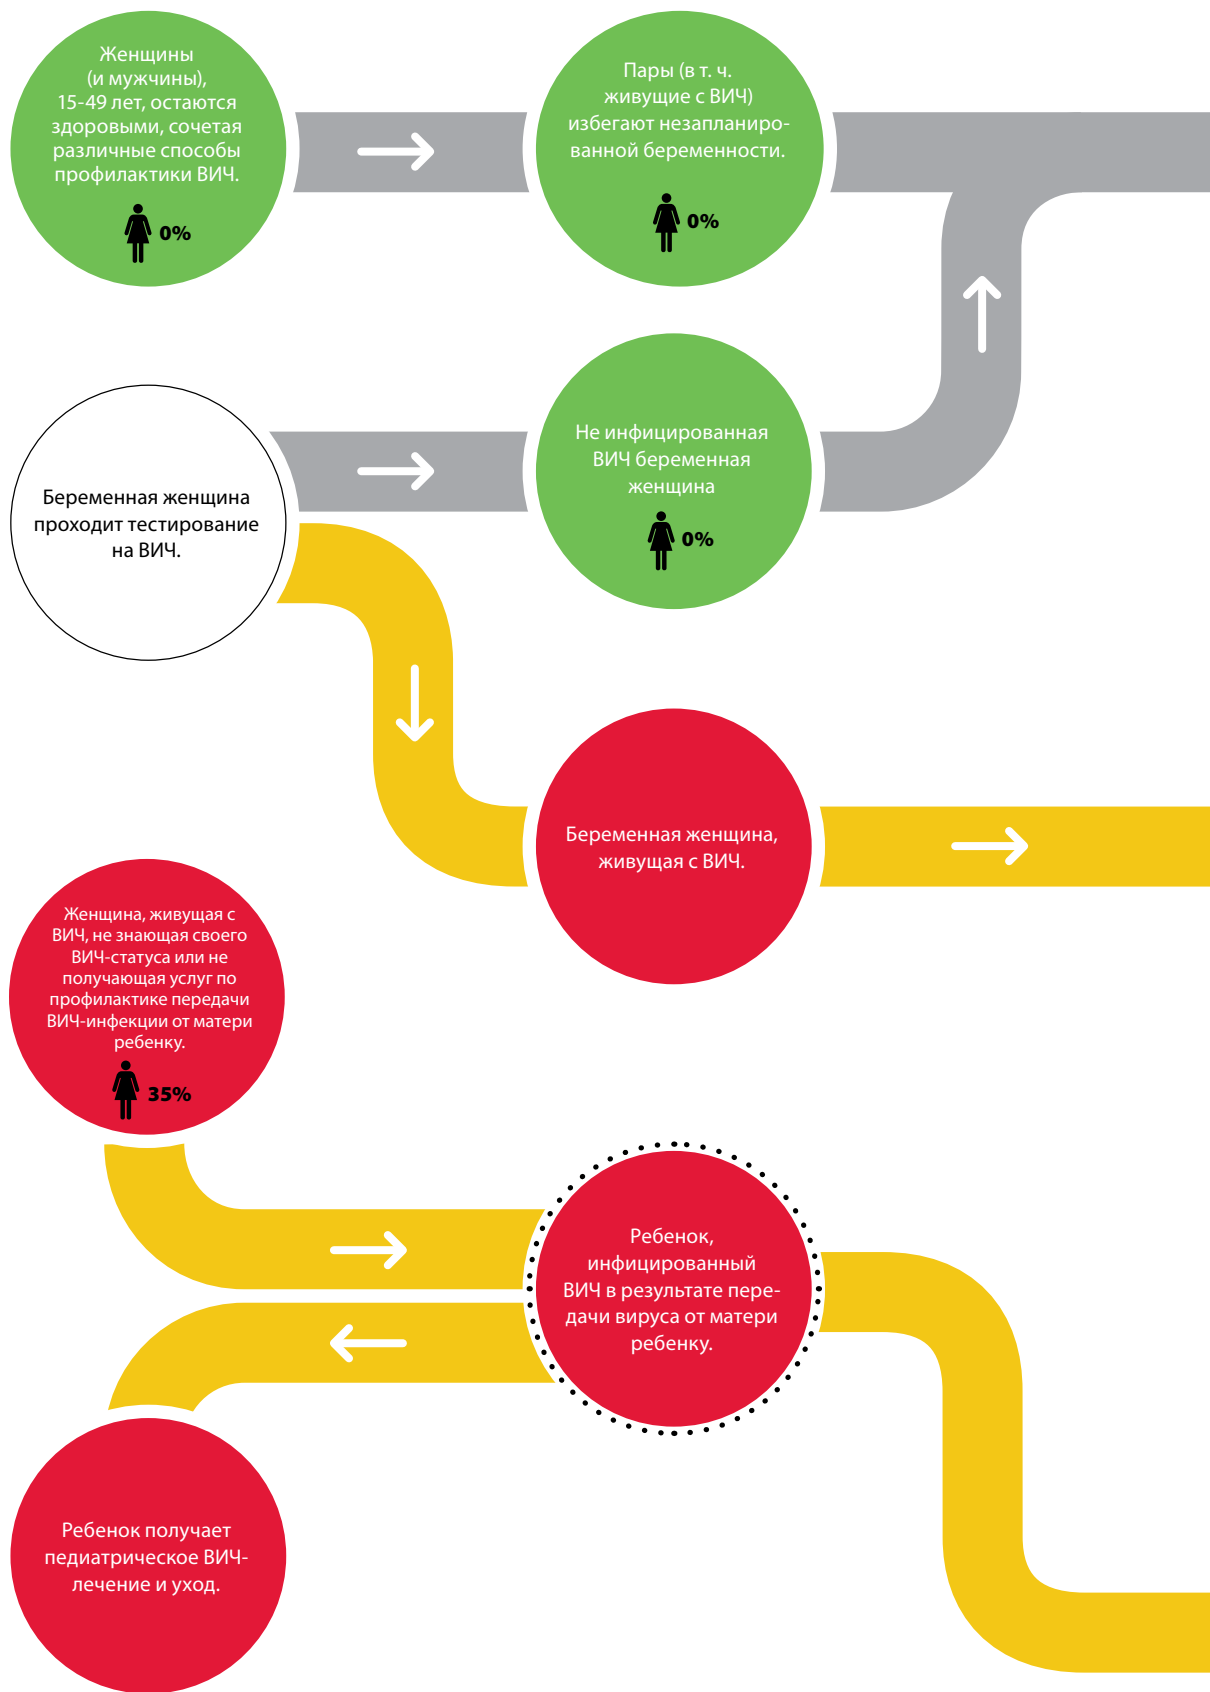 Женщины
(и мужчины),
15-49 лет, остаются
здоровыми, сочетая
различные способы
профилактики ВИЧ.
0%
Пары (в т. ч.
живущие с ВИЧ)
избегают незапланиро-
ванной беременности.
0%
Не инфицированная
ВИЧ беременная
женщина
0%
Беременная женщина
проходит тестирование
на ВИЧ.
Беременная женщина,
живущая с ВИЧ.
Женщина, живущая с
ВИЧ, не знающая своего
ВИЧ-статуса или не
получающая услуг по
профилактике передачи
ВИЧ-инфекции от матери
ребенку.
35%
Ребенок,
инфицированный
ВИЧ в результате пере-
дачи вируса от матери
ребенку.
Ребенок получает
педиатрическое ВИЧ-
лечение и уход.